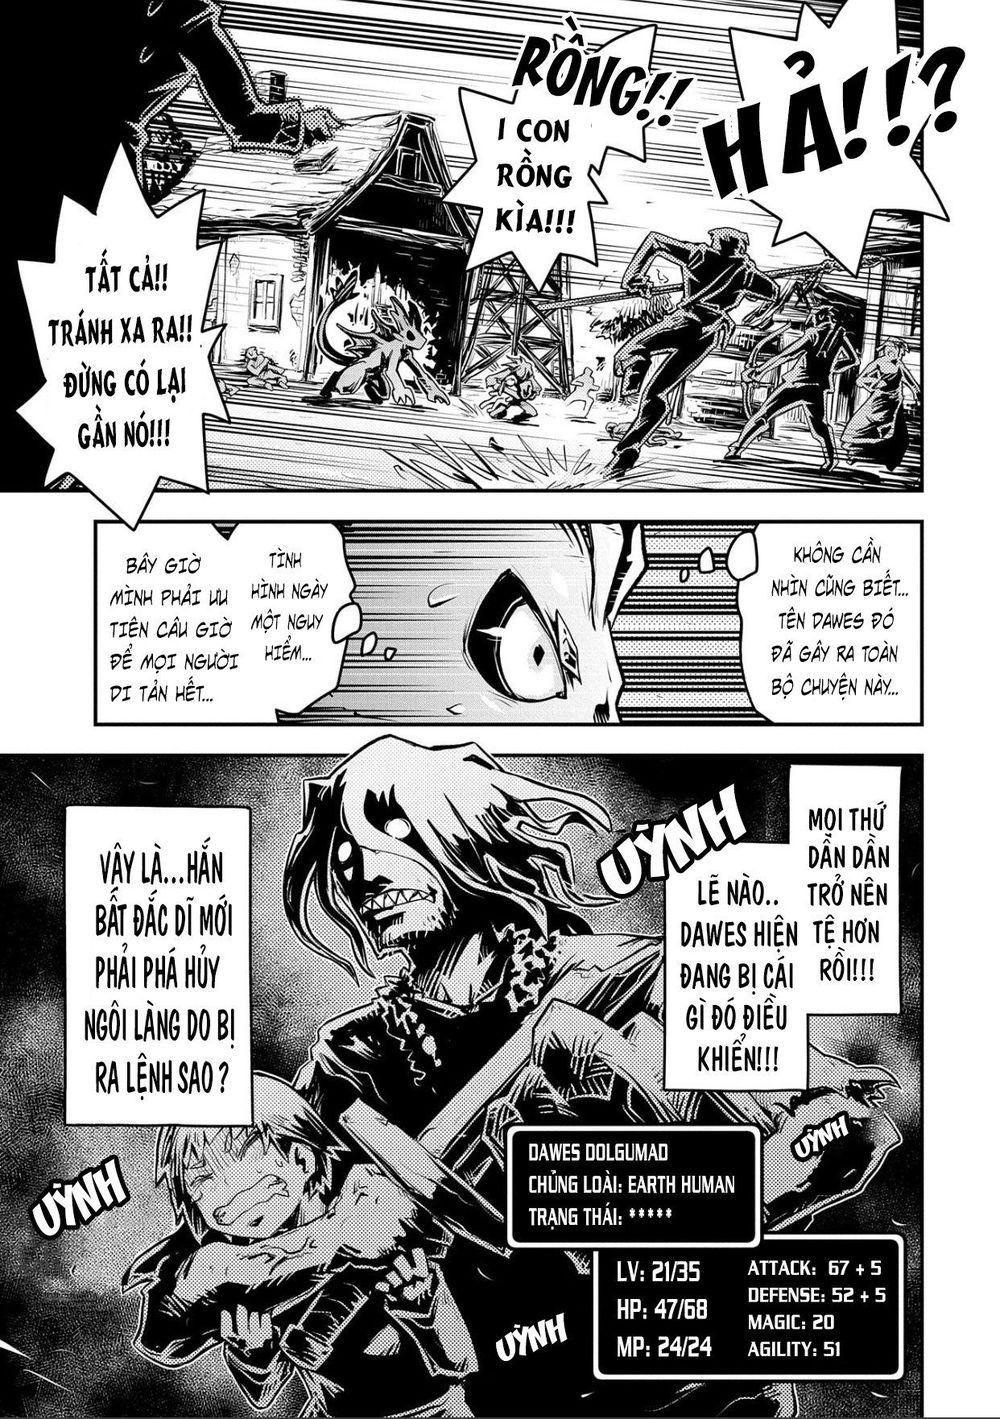 HẢ!!!?
RỒNG!!
1 CON
RỒNG
KÌA!!!
TẤT CẢ!!
TRÁNH XA RA!!
ĐỪNG CÓ LẠI
GẦN NÓ!!!
KHÔNG CẦN
NHÌN CŨNG BIẾT...
TÊN DAWES ĐÓ
ĐÃ GÂY RA TOÀN
BỘ CHUYỆN NÀY...
TÌNH
HÌNH NGÀY
MỘT NGUY
HIỂM...
BÂY GIỜ
MÌNH PHẢI ƯU
TIÊN CÂU GIỜ
ĐỂ MỌI NGƯỜI
DI TẢN HẾT...
MỌI THỨ
DẦN DẦN
TRỞ NÊN
TỆ HƠN
RỒI!!!
UỲNH
LẼ NÀO..
DAWES HIỆN
ĐANG BỊ CÁI
GÌ ĐÓ ĐIỀU
KHIỂN!!!
VẬY LÀ...HẮN
BẤT ĐẮC DĨ MỚI
PHẢI PHÁ HỦY
NGÔI LÀNG DO BỊ
RA LỆNH SAO?
UỲNH
UỲNH
DAWES DOLGUMAD
CHỦNG LOÀI: EARTH HUMAN
TRẠNG THÁI: *****
LV: 21/35
HP: 47/68
MP: 24/24
ATTACK: 67 + 5
DEFENSE: 52 + 5
MAGIC: 20
AGILITY: 51
UỲNH